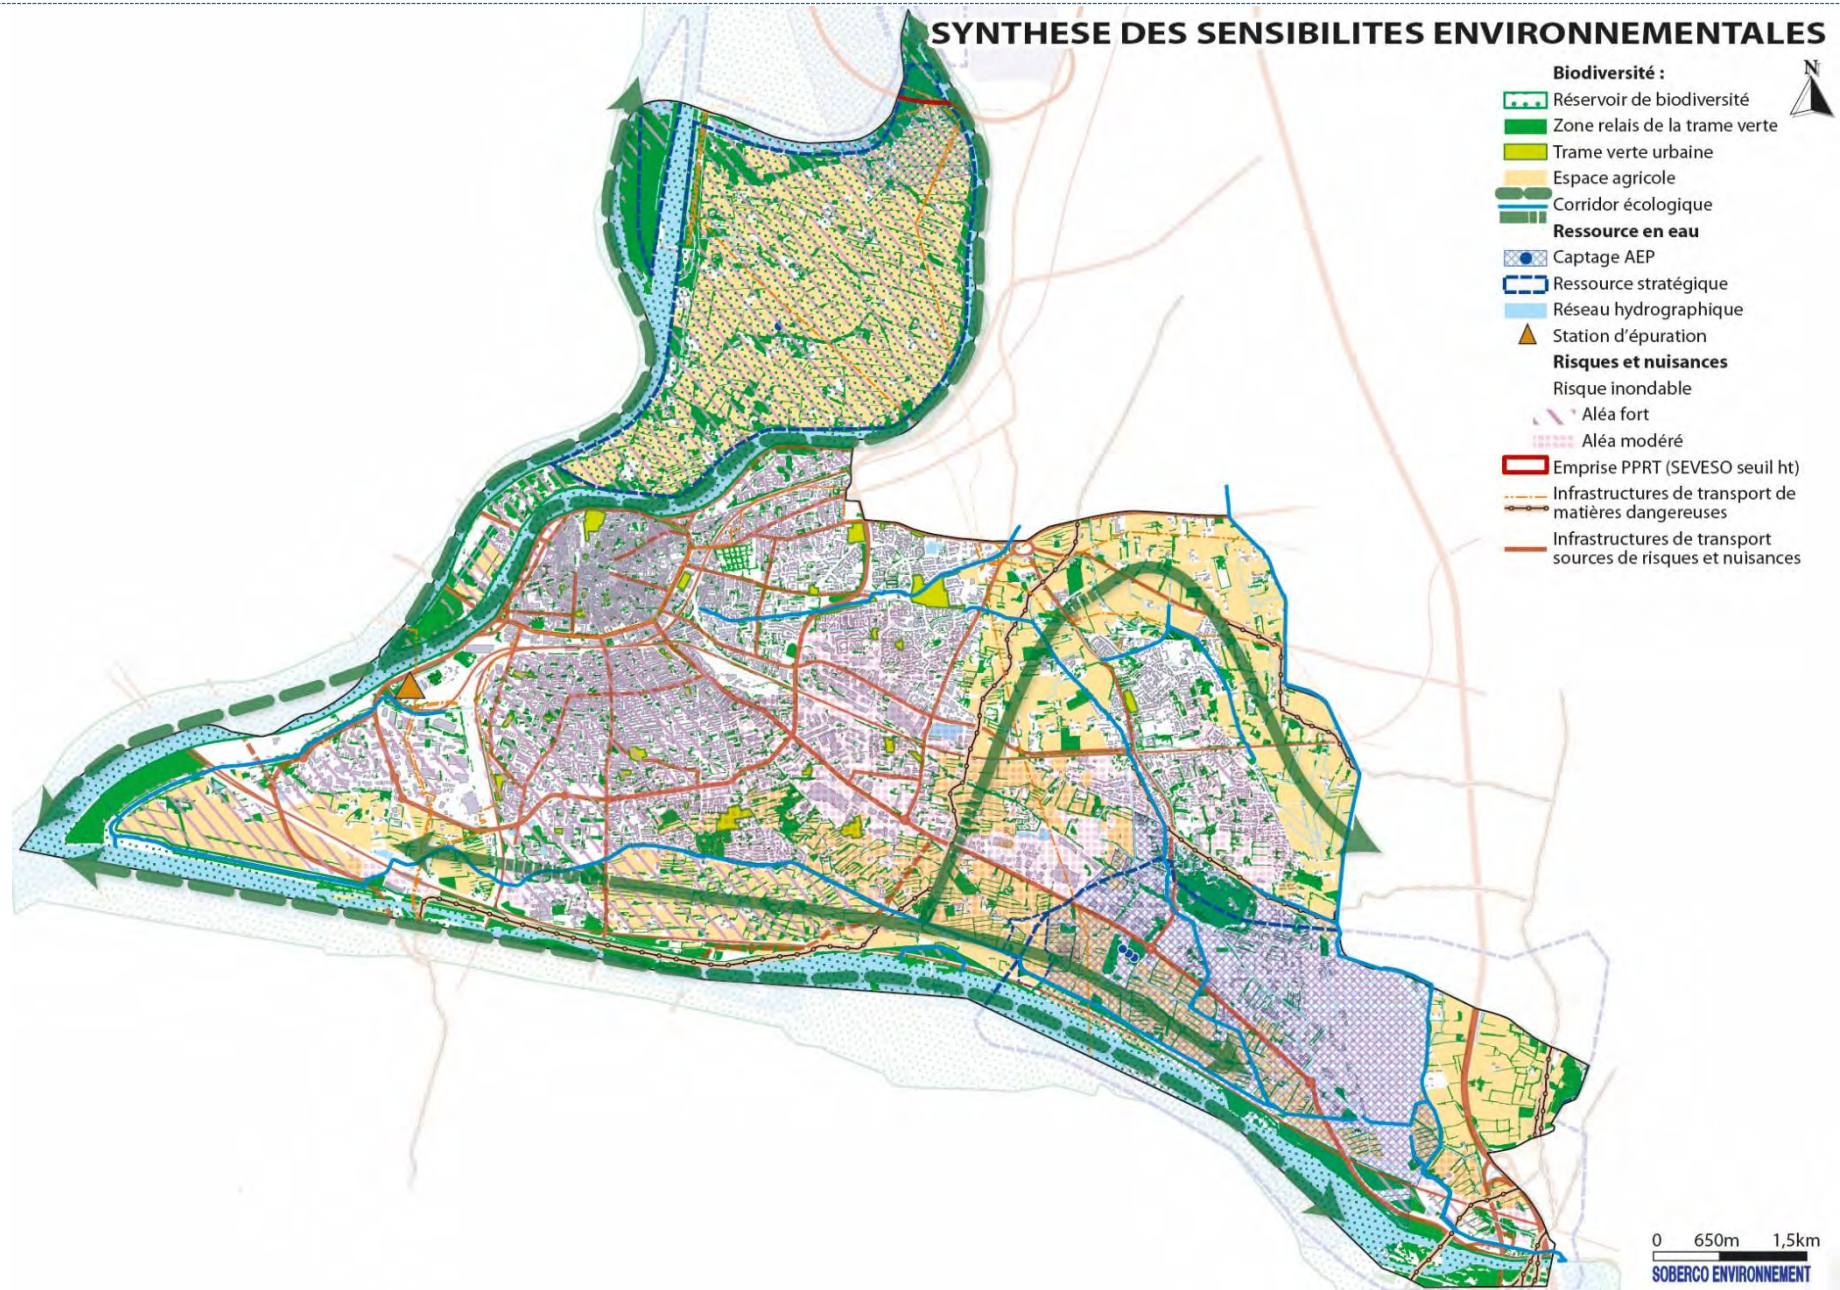 SYNTHESE DES SENSIBILITES ENVIRONNEMENTALES
N
Biodiversité :
Réservoir de biodiversité
Zone relais de la trame verte
Trame verte urbaine
Espace agricole
Corridor écologique
Ressource en eau
Captage AEP
Ressource stratégique
Réseau hydrographique
Station d'épuration
Risques et nuisances
Risque inondable
Aléa fort
Aléa modéré
Emprise PPRT (SEVESO seuil ht)
Infrastructures de transport de
matières dangereuses
Infrastructures de transport
sources de risques et nuisances
0 650m 1,5km
SOBERCO ENVIRONNEMENT